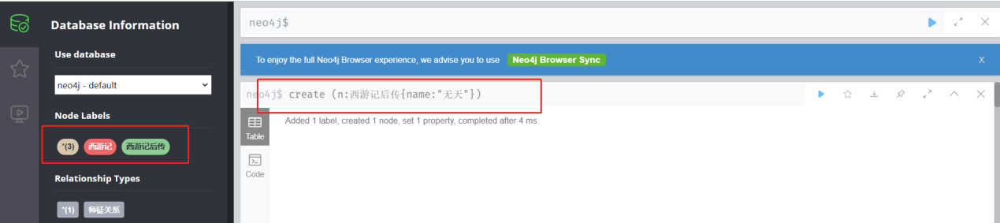 Database Information
Use database
neo4j - default
Node Labels
*(3) 西游记 西游记后传
Relationship Types
*(1) 师徒关系
neo4j$
To enjoy the full Neo4j Browser experience, we advise you to use Neo4j Browser Sync X
neo4j$ create (n:西游记后传{name:"无天"})
Table
Added 1 label, created 1 node, set 1 property, completed after 4 ms.
Code